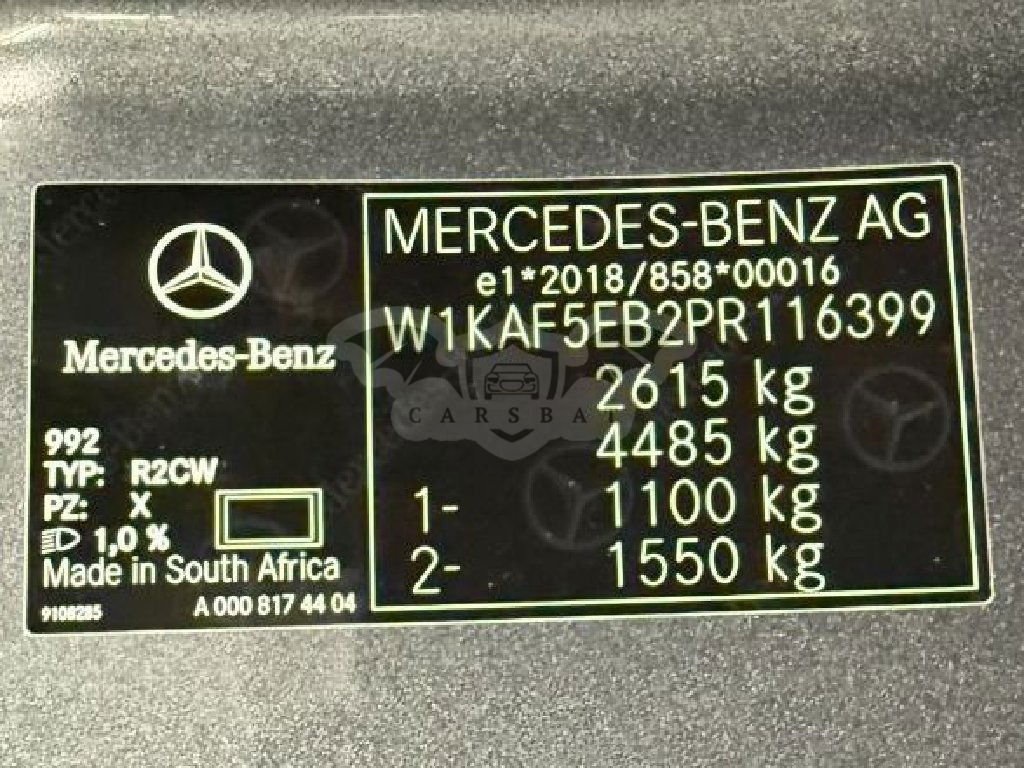 Mercedes-Benz
992
TYP: R2CW
PZ: X
1,0 %
Made in South Africa
9108285 A 000 817 44 04
MERCEDES-BENZ AG
e1*2018/858*00016
W1KAF5EB2PR116399
2615 kg
4485 kg
1- 1100 kg
2- 1550 kg
CARSBAT